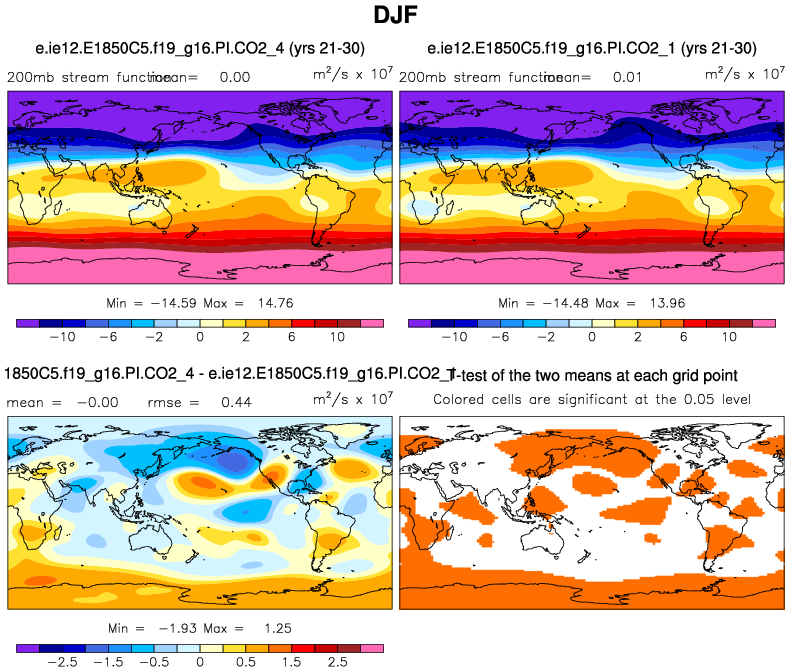 DJF
e.ie12.E1850C5.f19_g16.PI.CO2_4 (yrs 21-30)
e.ie12.E1850C5.f19_g16.PI.CO2_1 (yrs 21-30)
200mb stream function mean= 0.00 m²/s x 10⁷
200mb stream function mean= 0.01 m²/s x 10⁷
Min = −14.59 Max = 14.76
Min = −14.48 Max = 13.96
−10 −6 −2 0 2 6 10
−10 −6 −2 0 2 6 10
1850C5.f19_g16.PI.CO2_4 - e.ie12.E1850C5.f19_g16.PI.CO2_1
T-test of the two means at each grid point
mean = −0.00 rmse = 0.44 m²/s x 10⁷
Colored cells are significant at the 0.05 level
Min = −1.93 Max = 1.25
−2.5 −1.5 −0.5 0 0.5 1.5 2.5